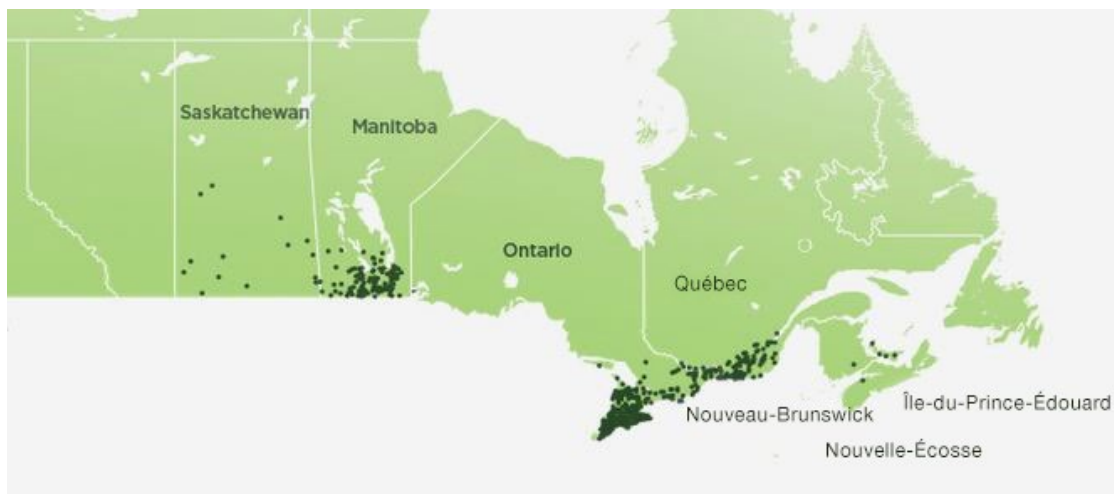 Saskatchewan
Manitoba
Ontario
Québec
Île-du-Prince-Édouard
Nouveau-Brunswick
Nouvelle-Écosse